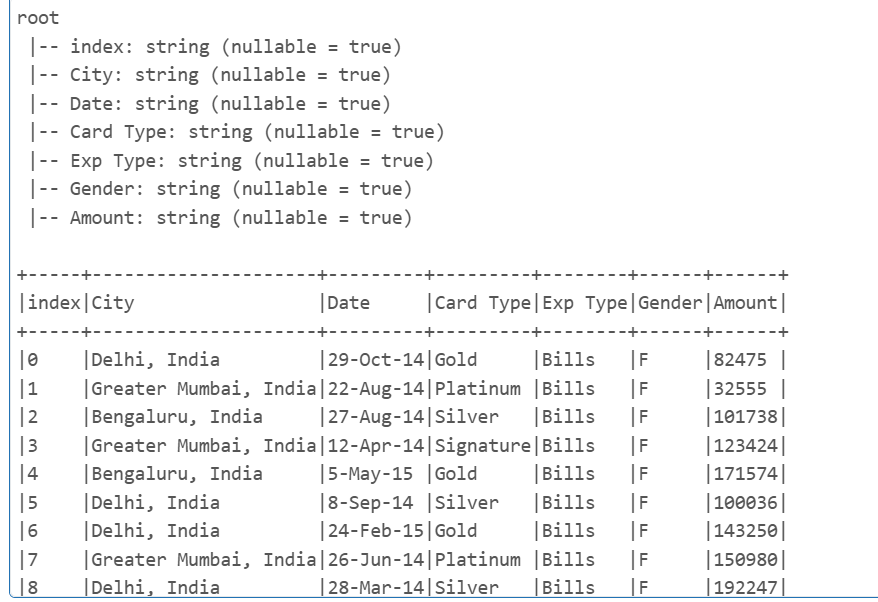 root
 |-- index: string (nullable = true)
 |-- City: string (nullable = true)
 |-- Date: string (nullable = true)
 |-- Card Type: string (nullable = true)
 |-- Exp Type: string (nullable = true)
 |-- Gender: string (nullable = true)
 |-- Amount: string (nullable = true)

+-----+---------------------+---------+---------+--------+------+------+
|index|City                 |Date     |Card Type|Exp Type|Gender|Amount|
+-----+---------------------+---------+---------+--------+------+------+
|0    |Delhi, India         |29-Oct-14|Gold     |Bills   |F     |82475 |
|1    |Greater Mumbai, India|22-Aug-14|Platinum |Bills   |F     |32555 |
|2    |Bengaluru, India     |27-Aug-14|Silver   |Bills   |F     |101738|
|3    |Greater Mumbai, India|12-Apr-14|Signature|Bills   |F     |123424|
|4    |Bengaluru, India     |5-May-15 |Gold     |Bills   |F     |171574|
|5    |Delhi, India         |8-Sep-14 |Silver   |Bills   |F     |100036|
|6    |Delhi, India         |24-Feb-15|Gold     |Bills   |F     |143250|
|7    |Greater Mumbai, India|26-Jun-14|Platinum |Bills   |F     |150980|
|8    |Delhi, India         |28-Mar-14|Silver   |Bills   |F     |192247|